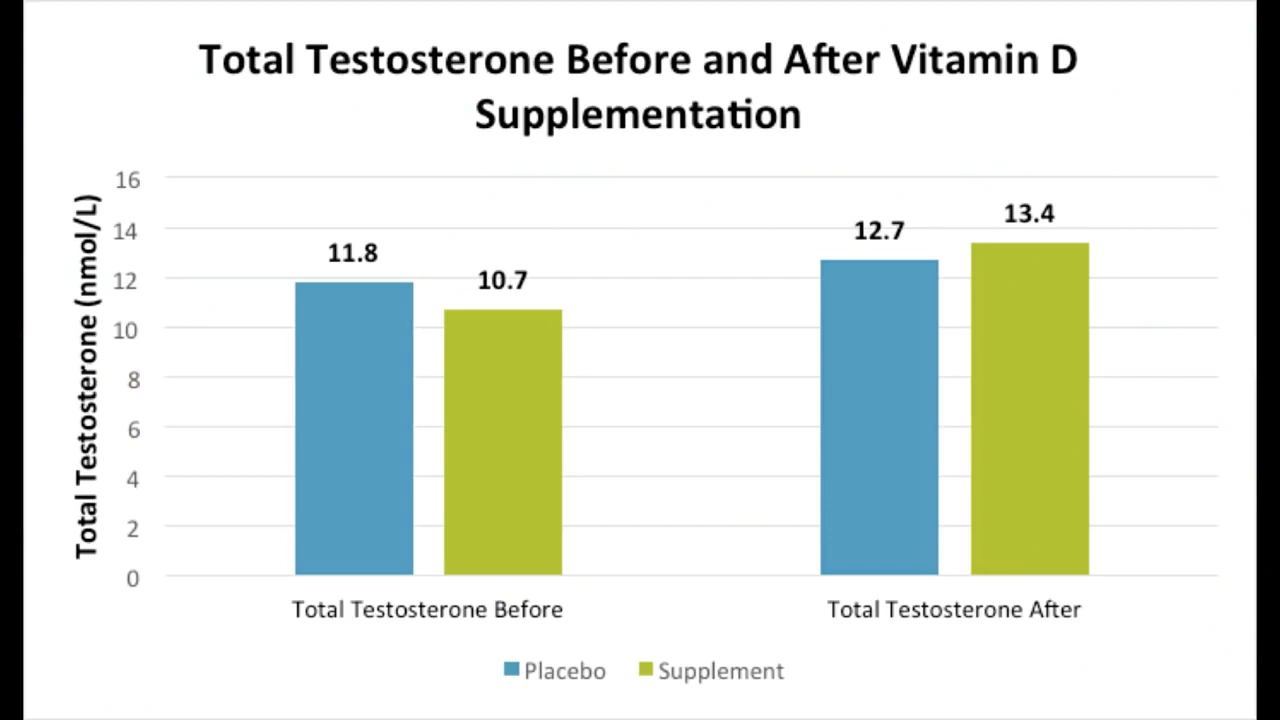 Total Testosterone Before and After Vitamin D
Supplementation
Total Testosterone (nmol/L)
16
14
12
10
8
6
4
2
0
11.8
10.7
12.7
13.4
Total Testosterone Before
Total Testosterone After
Placebo
Supplement